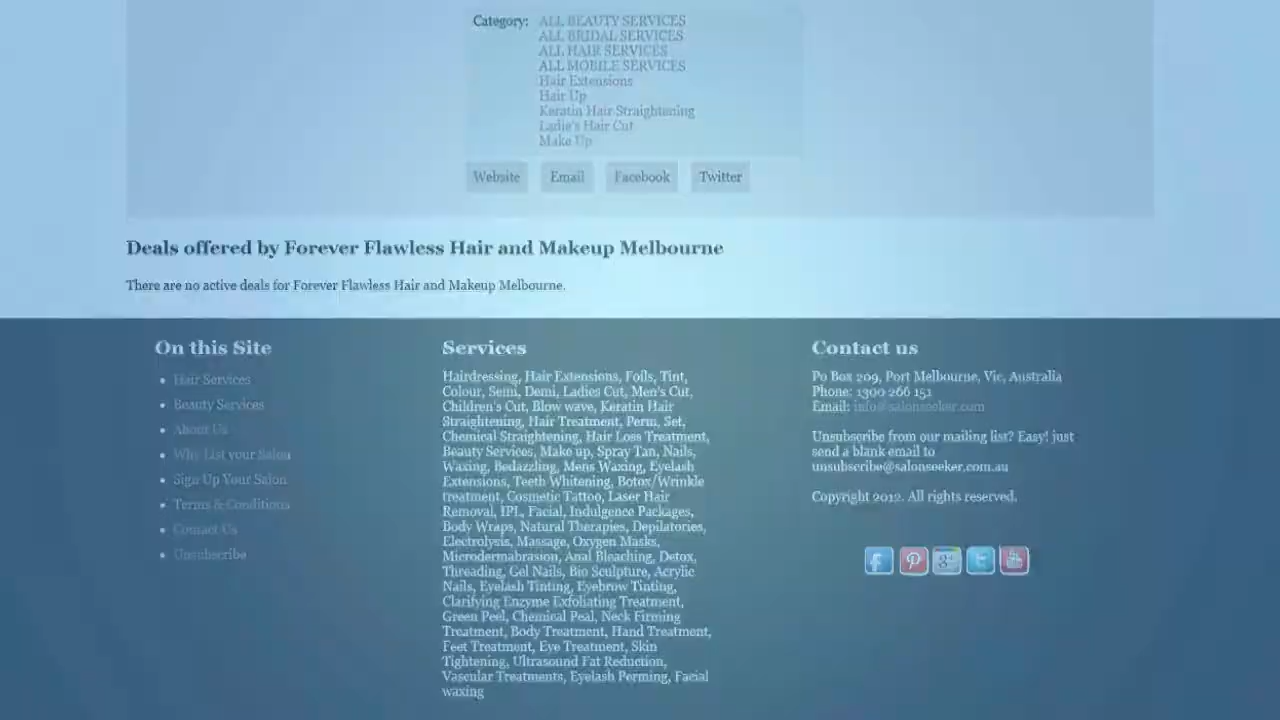 Category: ALL BEAUTY SERVICES
ALL BRIDAL SERVICES
ALL HAIR SERVICES
ALL MOBILE SERVICES
Hair Extensions
Hair Up
Keratin Hair Straightening
Ladie's Hair Cut
Make Up
Website Email Facebook Twitter
Deals offered by Forever Flawless Hair and Makeup Melbourne
There are no active deals for Forever Flawless Hair and Makeup Melbourne.
On this Site
Hair Services
Beauty Services
About Us
Why List your Salon
Sign Up Your Salon
Terms & Conditions
Contact Us
Unsubscribe
Services
Hairdressing, Hair Extensions, Foils, Tint,
Colour, Semi, Demi, Ladies Cut, Men's Cut,
Children's Cut, Blow wave, Keratin Hair
Straightening, Hair Treatment, Perm, Set,
Chemical Straightening, Hair Loss Treatment,
Beauty Services, Make up, Spray Tan, Nails,
Waxing, Bedazzling, Mens Waxing, Eyelash
Extensions, Teeth Whitening, Botox/Wrinkle
treatment, Cosmetic Tattoo, Laser Hair
Removal, IPL, Facial, Indulgence Packages,
Body Wraps, Natural Therapies, Depilatories,
Electrolysis, Massage, Oxygen Masks,
Microdermabrasion, Anal Bleaching, Detox,
Threading, Gel Nails, Bio Sculpture, Acrylic
Nails, Eyelash Tinting, Eyebrow Tinting,
Clarifying Enzyme Exfoliating Treatment,
Green Peel, Chemical Peal, Neck Firming
Treatment, Body Treatment, Hand Treatment,
Feet Treatment, Eye Treatment, Skin
Tightening, Ultrasound Fat Reduction,
Vascular Treatments, Eyelash Perming, Facial
waxing
Contact us
Po Box 209, Port Melbourne, Vic, Australia
Phone: 1300 266 151
Email: info@salonseeker.com
Unsubscribe from our mailing list? Easy! just
send a blank email to
unsubscribe@salonseeker.com.au
Copyright 2012. All rights reserved.